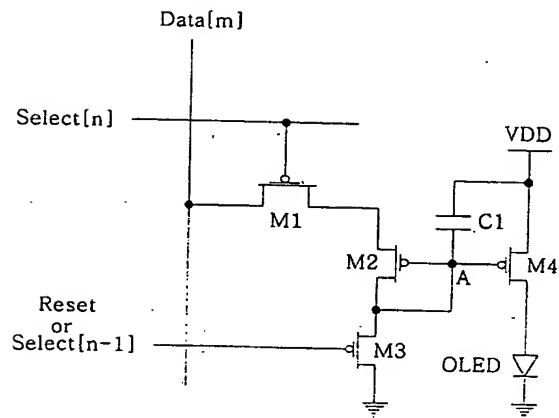 Data[m]
Select[n]
VDD
M1
C1
M2
A
M4
Reset
or
Select[n-1]
M3
OLED